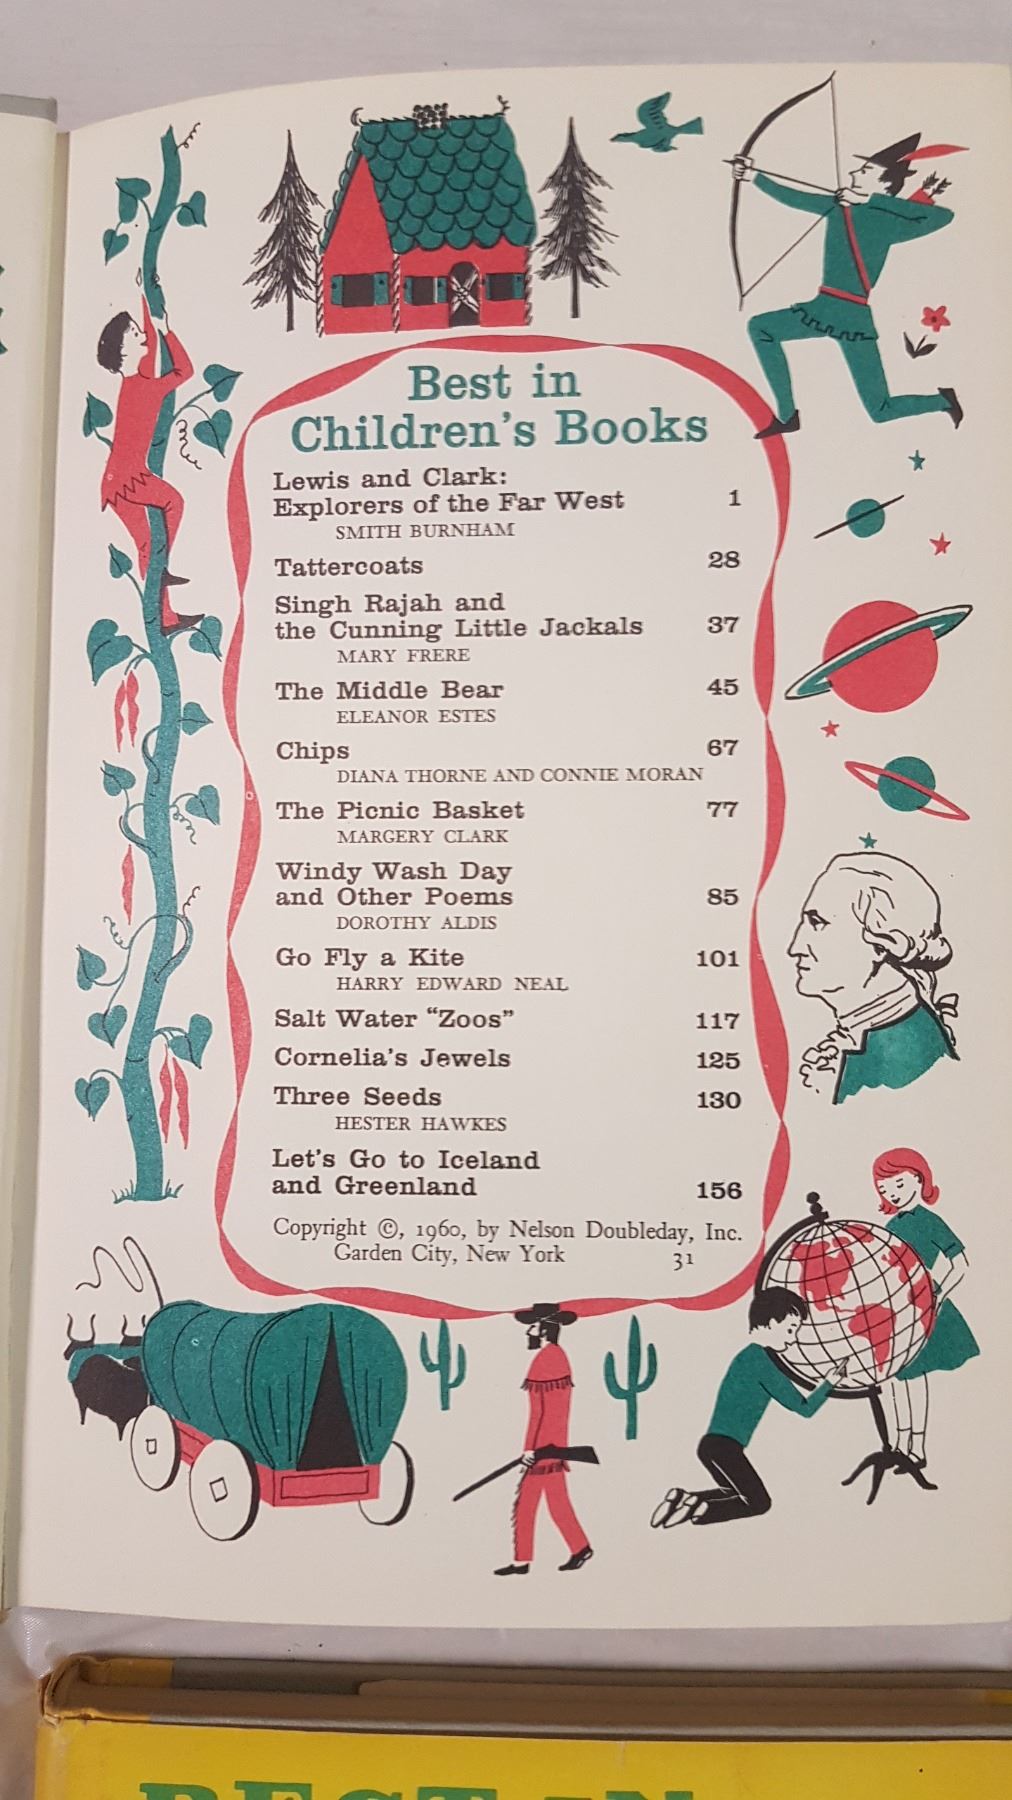 Best in
Children's Books
Lewis and Clark:
Explorers of the Far West 1
SMITH BURNHAM
Tattercoats 28
Singh Rajah and
the Cunning Little Jackals 37
MARY FRERE
The Middle Bear 45
ELEANOR ESTES
Chips 67
DIANA THORNE AND CONNIE MORAN
The Picnic Basket 77
MARGERY CLARK
Windy Wash Day
and Other Poems 85
DOROTHY ALDIS
Go Fly a Kite 101
HARRY EDWARD NEAL
Salt Water “Zoos” 117
Cornelia's Jewels 125
Three Seeds 130
HESTER HAWKES
Let's Go to Iceland
and Greenland 156
Copyright ©, 1960, by Nelson Doubleday, Inc.
Garden City, New York 31
BEST IN